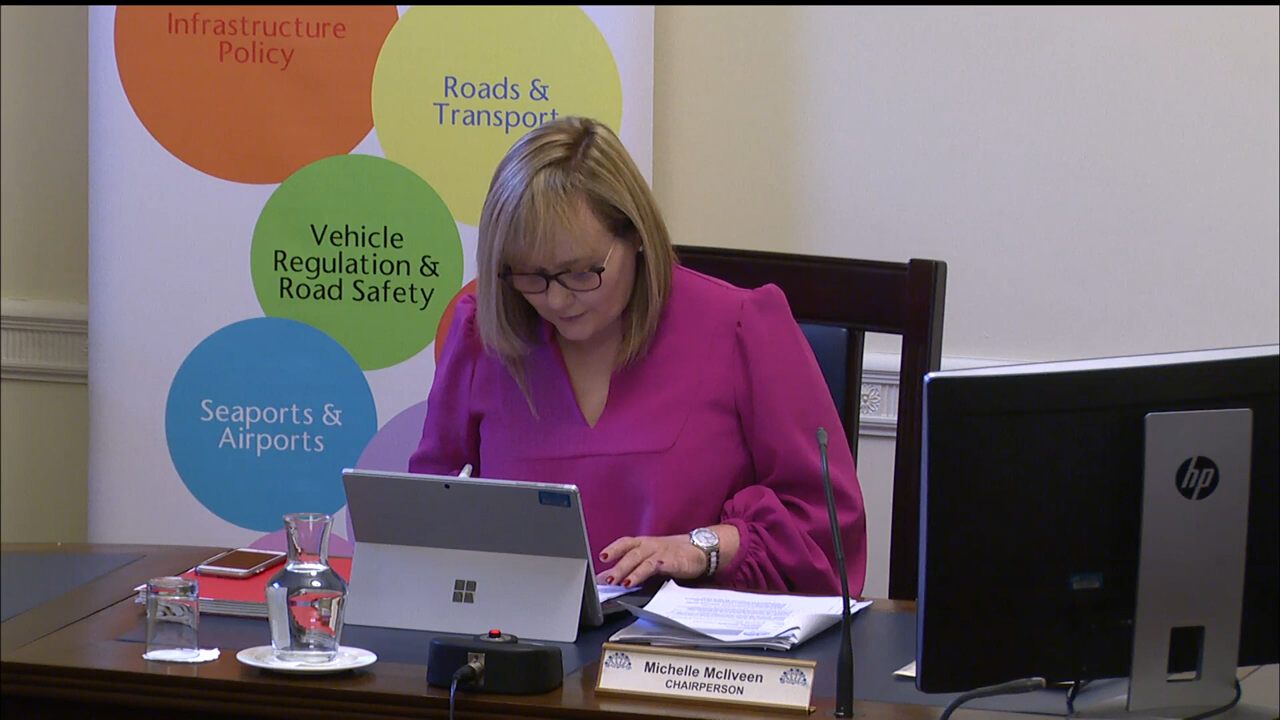 Infrastructure
Policy
Roads &
Transport
Vehicle
Regulation &
Road Safety
Seaports &
Airports
hp
Michelle McIlveen
CHAIRPERSON